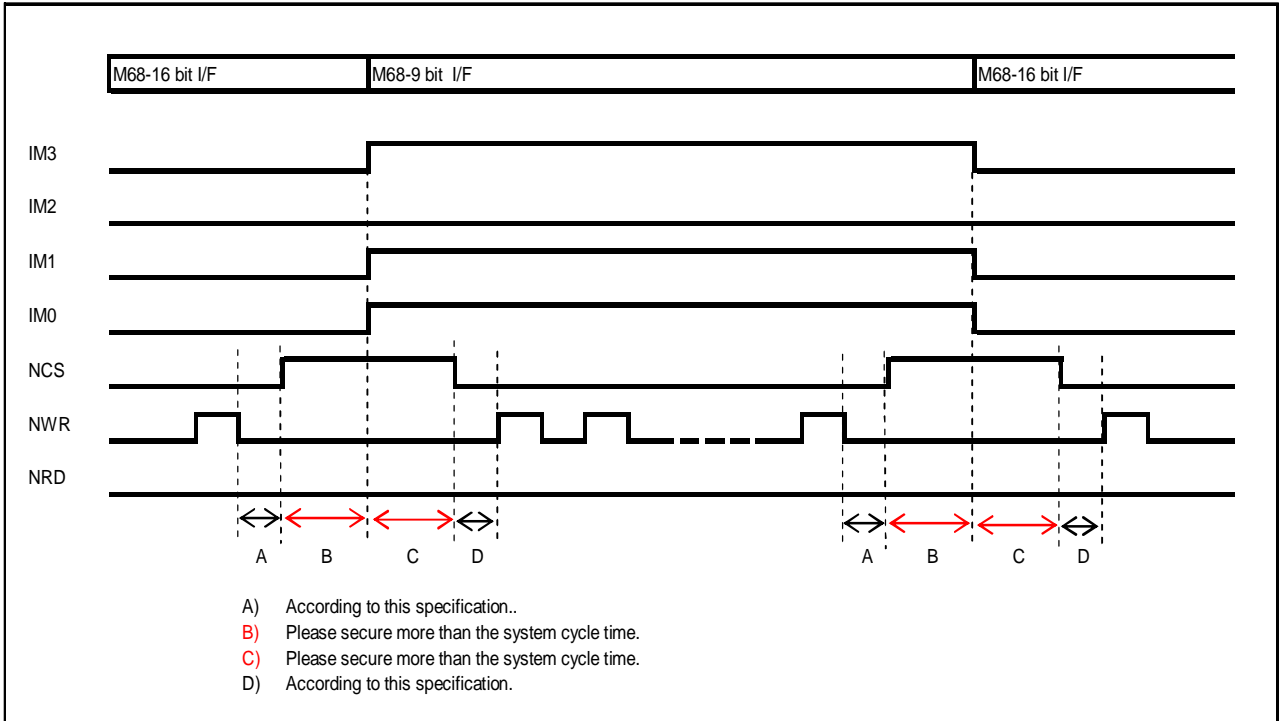 M68-16 bit I/F M68-9 bit I/F M68-16 bit I/F
IM3
IM2
IM1
IM0
NCS
NWR
NRD
A B C D A B C D
A) According to this specification..
B) Please secure more than the system cycle time.
C) Please secure more than the system cycle time.
D) According to this specification.